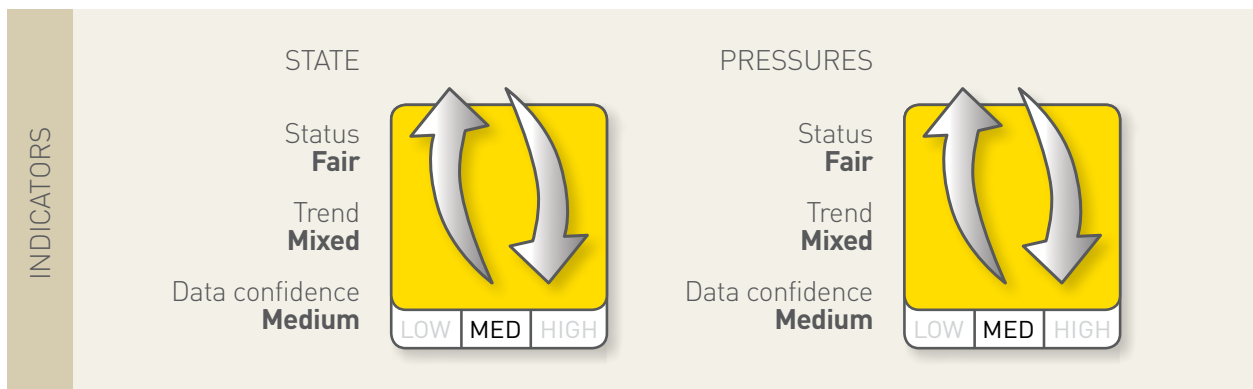 INDICATORS
STATE
Status
Fair
Trend
Mixed
Data confidence
Medium
LOW MED HIGH
PRESSURES
Status
Fair
Trend
Mixed
Data confidence
Medium
LOW MED HIGH